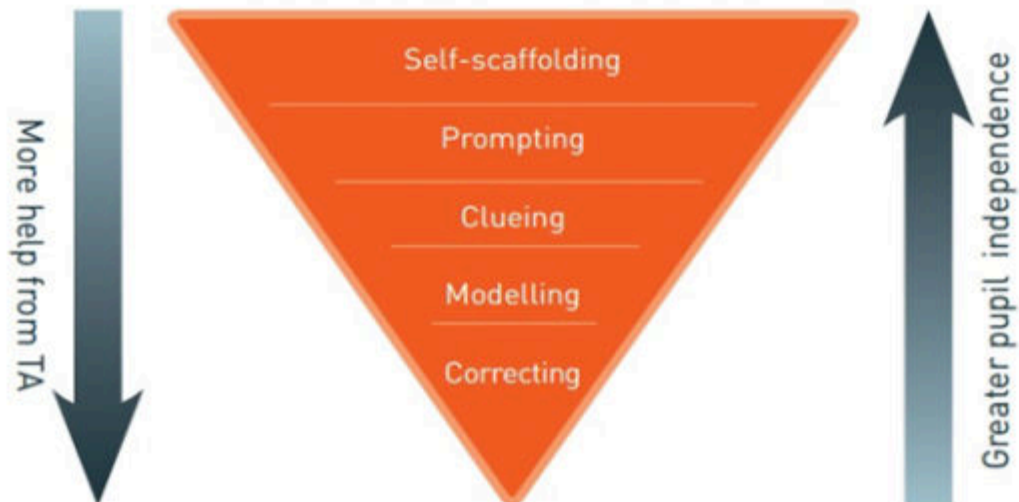 More help from TA
Self-scaffolding
Prompting
Clueing
Modelling
Correcting
Greater pupil independence